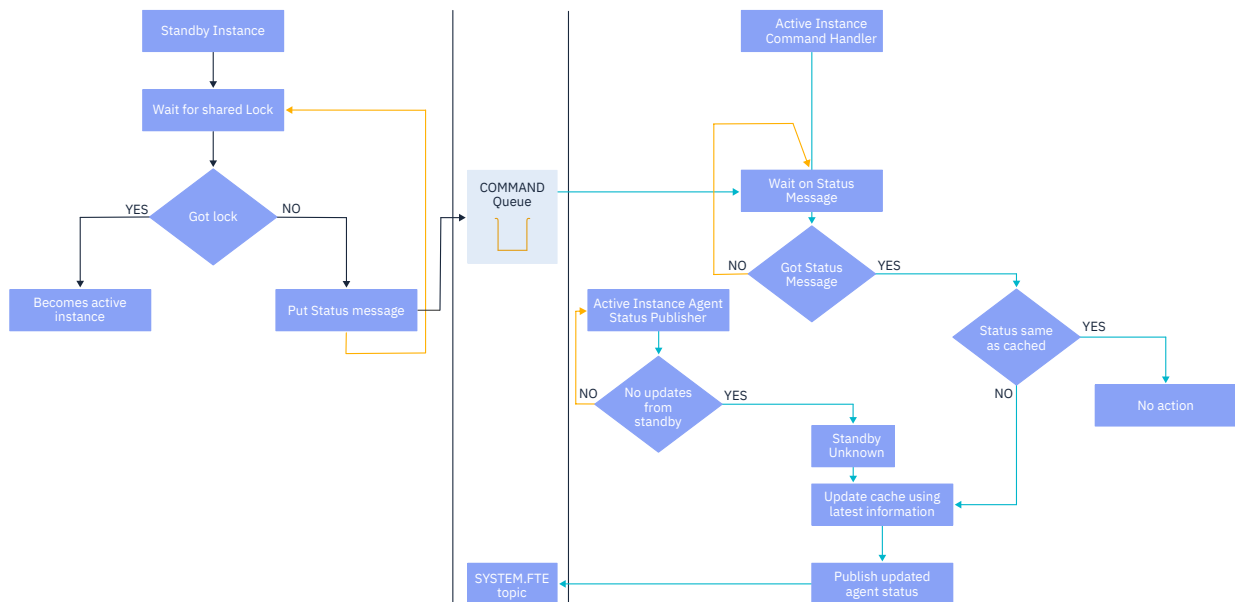 Standby Instance
Wait for shared Lock
YES
Got lock
NO
Becomes active
instance
Put Status message
COMMAND
Queue
SYSTEM.FTE
topic
Active Instance
Command Handler
Wait on Status
Message
NO
Got Status
Message
YES
Active Instance Agent
Status Publisher
NO
No updates
from
standby
YES
Status same
as cached
YES
NO
No action
Standby
Unknown
Update cache using
latest information
Publish updated
agent status